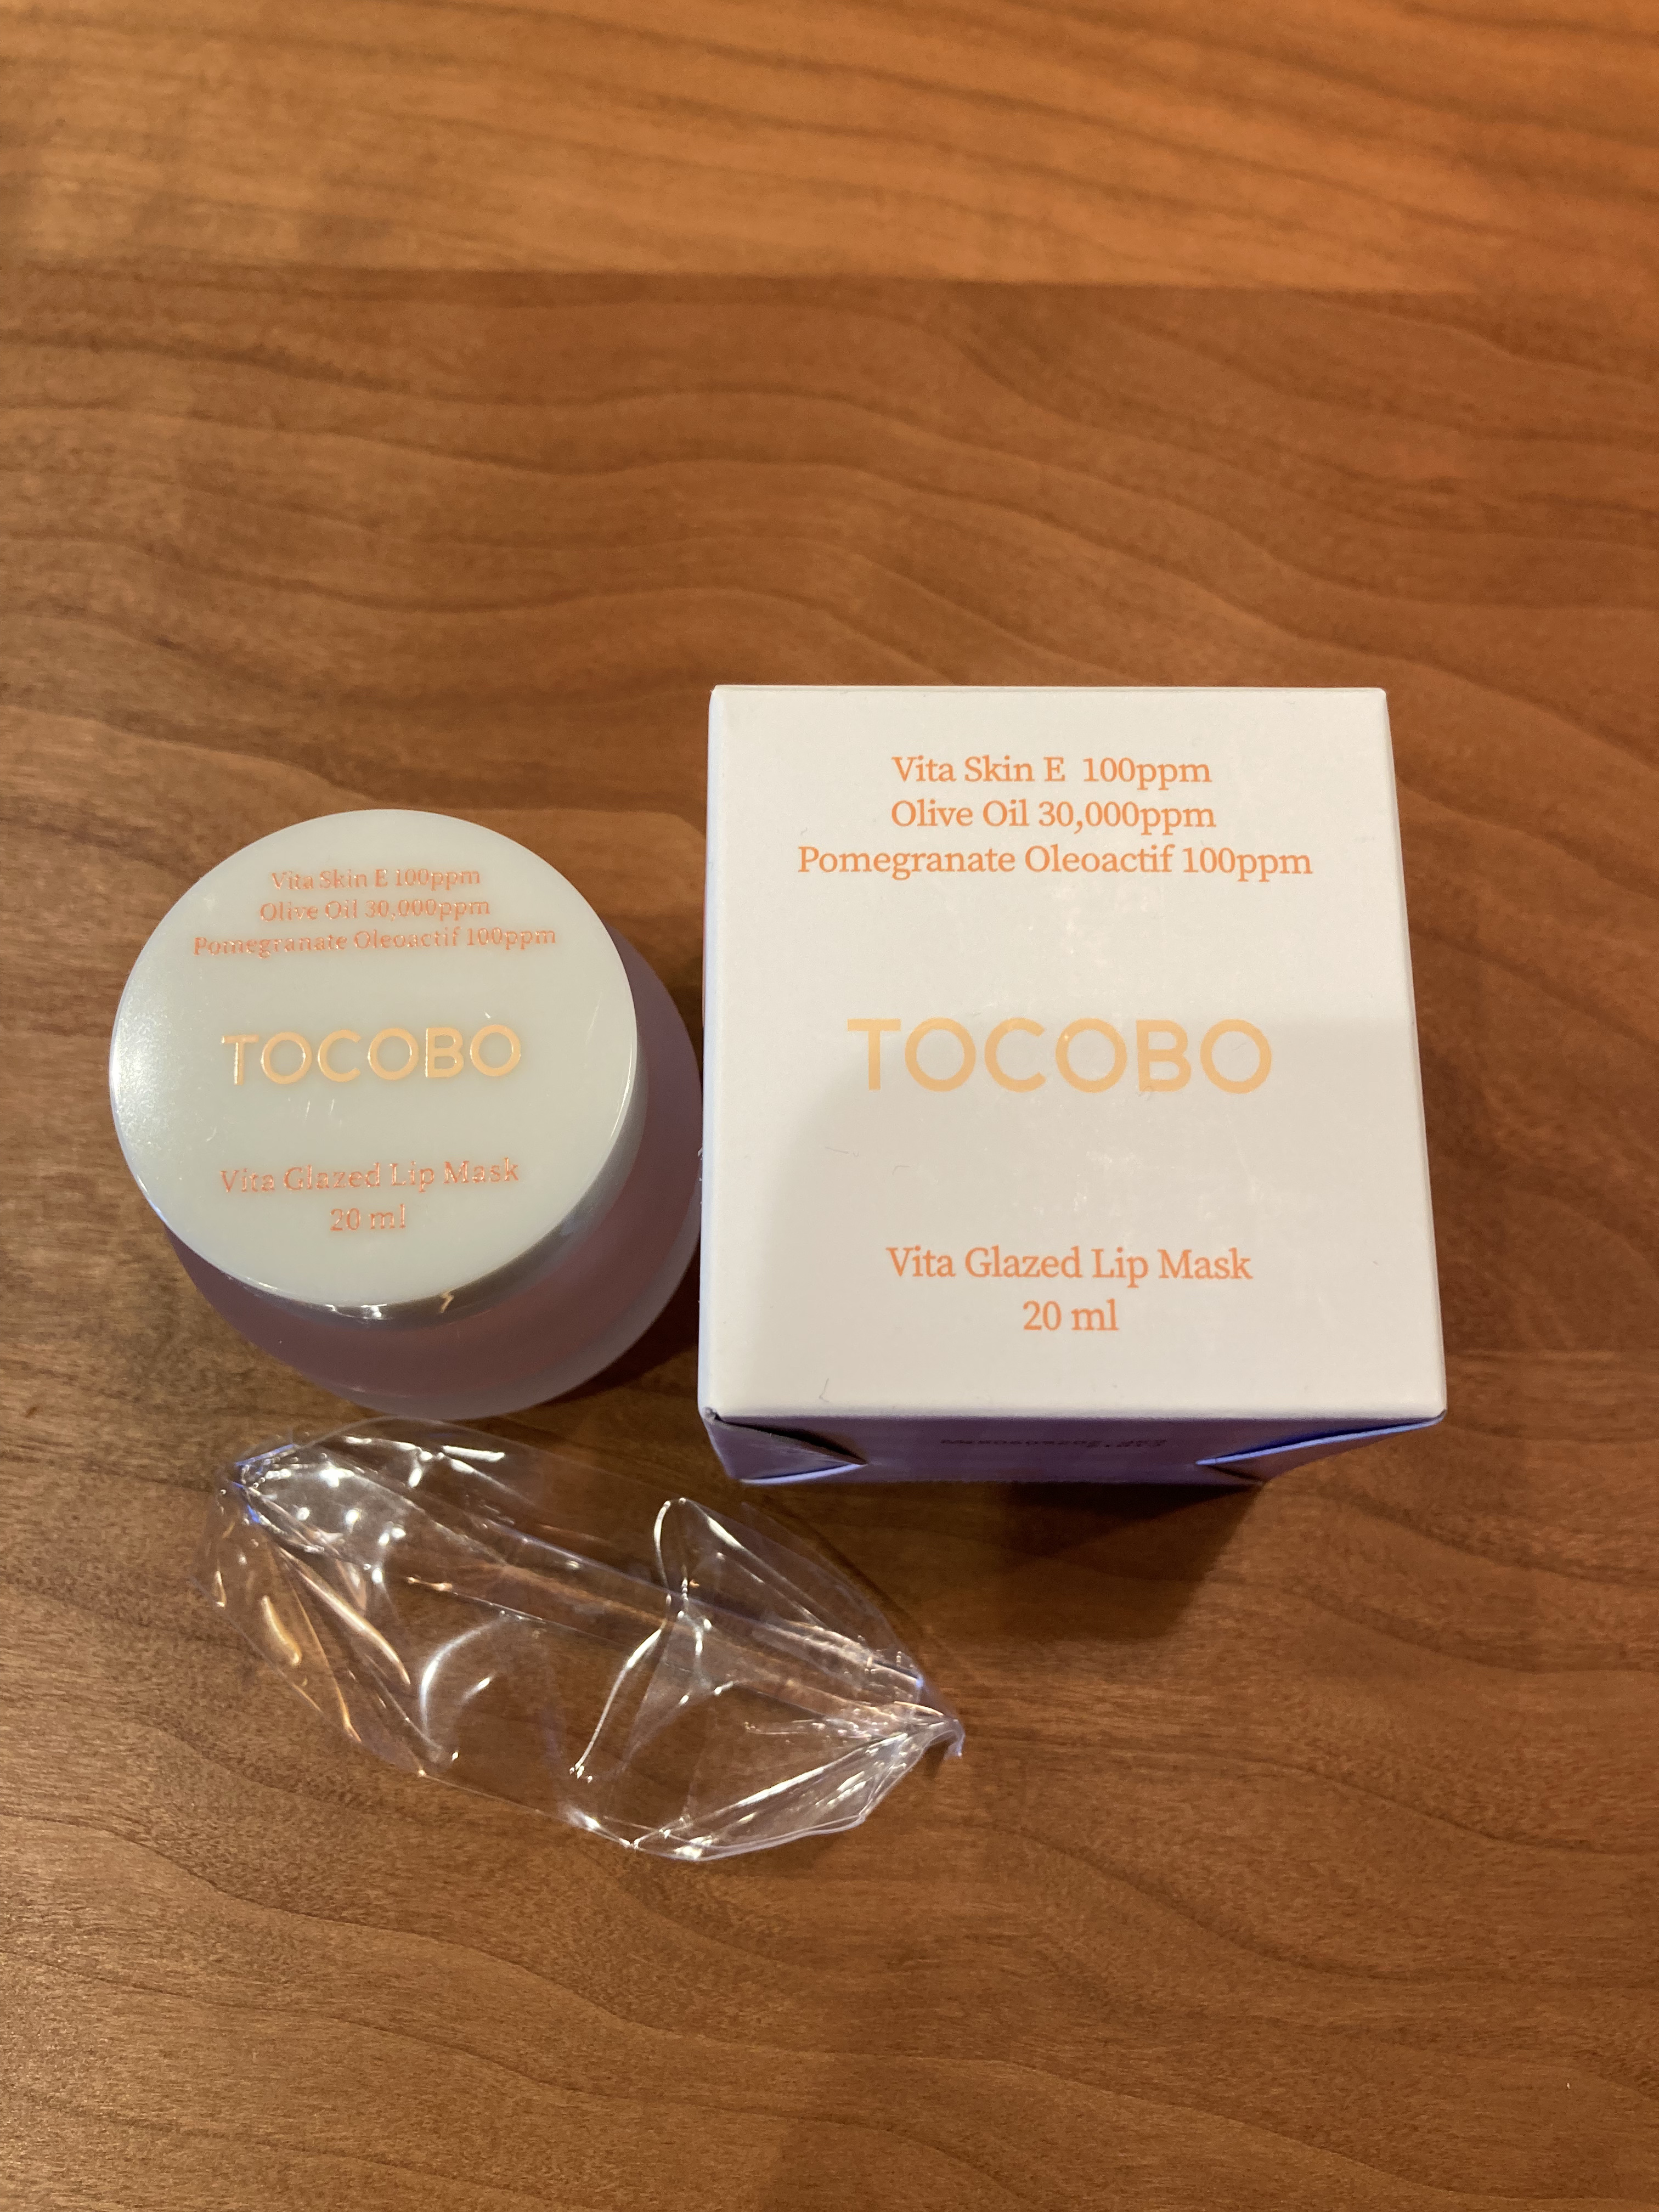 Vita Skin E 100ppm
Olive Oil 30,000ppm
Pomegranate Oleoactif 100ppm
TOCOBO
Vita Glazed Lip Mask
20 ml
Vita Skin E 100ppm
Olive Oil 30,000ppm
Pomegranate Oleoactif 100ppm
TOCOBO
Vita Glazed Lip Mask
20 ml